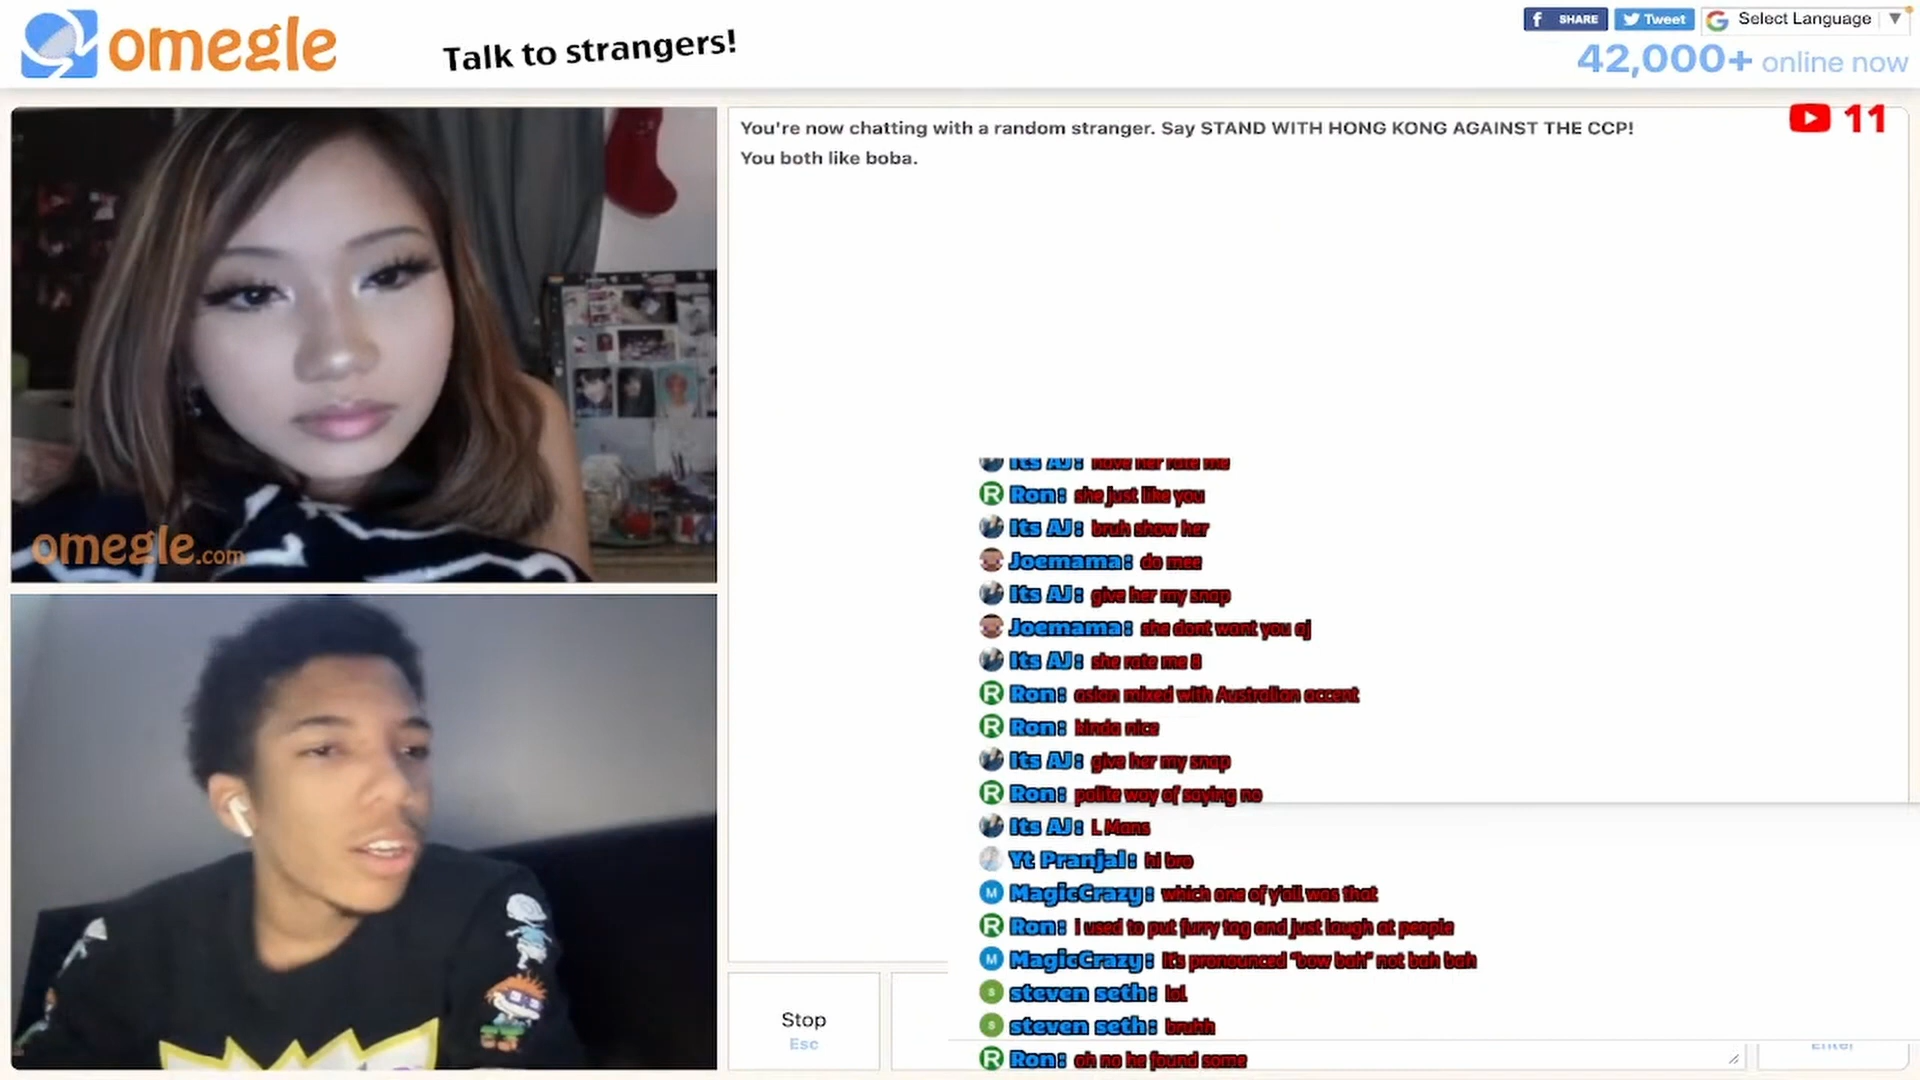 omegle
Talk to strangers!
SHARE
Tweet
Select Language
42,000+ online now
11
You're now chatting with a random stranger. Say STAND WITH HONG KONG AGAINST THE CCP!
You both like boba.
omegle.com
Its AJ: have her rate me
Ron: she just like you
Its AJ: bruh show her
Joemama: do mee
Its AJ: give her my snap
Joemama: she dont want you aj
Its AJ: she rate me 8
Ron: asian mixed with Australian accent
Ron: kinda nice
Its AJ: give her my snap
Ron: polite way of saying no
Its AJ: L Mans
Yt Pranjal: hi bro
MagicCrazy: which one of y'all was that
Ron: i used to put furry tag and just laugh at people
MagicCrazy: It's pronounced "bow bah" not bah bah
steven seth: lol
steven seth: bruhh
Ron: oh no he found some
Stop
Esc
Enter